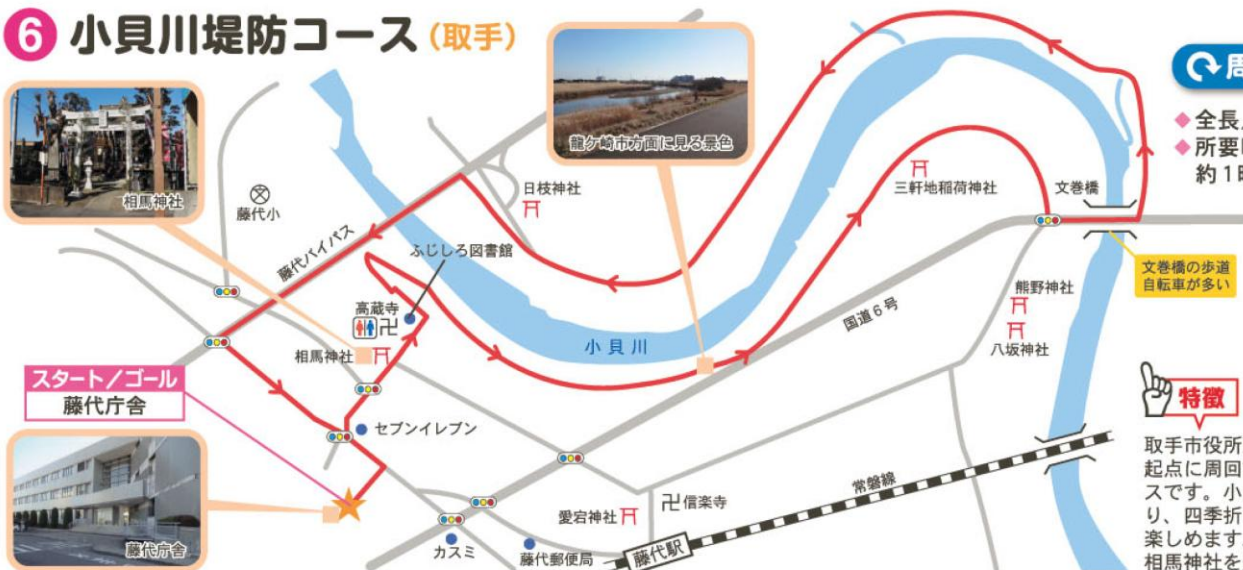 6 小貝川堤防コース(取手)
相馬神社
龍ケ崎市方面に見る景色
藤代小
日枝神社
三軒地稲荷神社
文巻橋
藤代バイパス
ふじしろ図書館
高蔵寺
相馬神社
小貝川
国道6号
熊野神社
八坂神社
文巻橋の歩道
自転車が多い
スタート/ゴール
藤代庁舎
セブンイレブン
藤代庁舎
カスミ
藤代郵便局
愛宕神社
信楽寺
藤代駅
常磐線
周
◆全長
◆所要
約1時
特徴
取手市役所
起点に周回
スです。小
り、四季折
楽しめます
相馬神社を